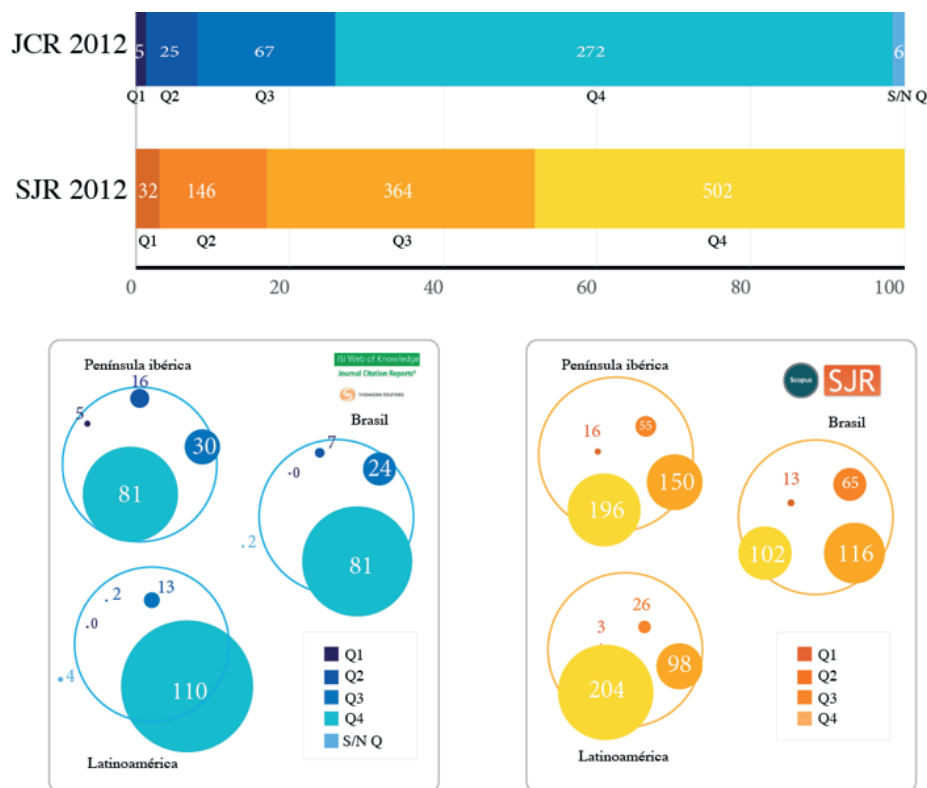 JCR 2012
5 25 67 272 6
Q1 Q2 Q3 Q4 S/N Q
SJR 2012
32 146 364 502
Q1 Q2 Q3 Q4
0 20 40 60 80 100
Península ibérica
ISI Web of Knowledge
Journal Citation Reports®
THOMSON REUTERS
16
5
30
81
Brasil
7
0
24
2
81
2
13
0
4
110
Latinoamérica
Q1
Q2
Q3
Q4
S/N Q
Península ibérica
Scopus
SJR
16
55
150
196
Brasil
13
65
102
116
3
26
98
204
Latinoamérica
Q1
Q2
Q3
Q4